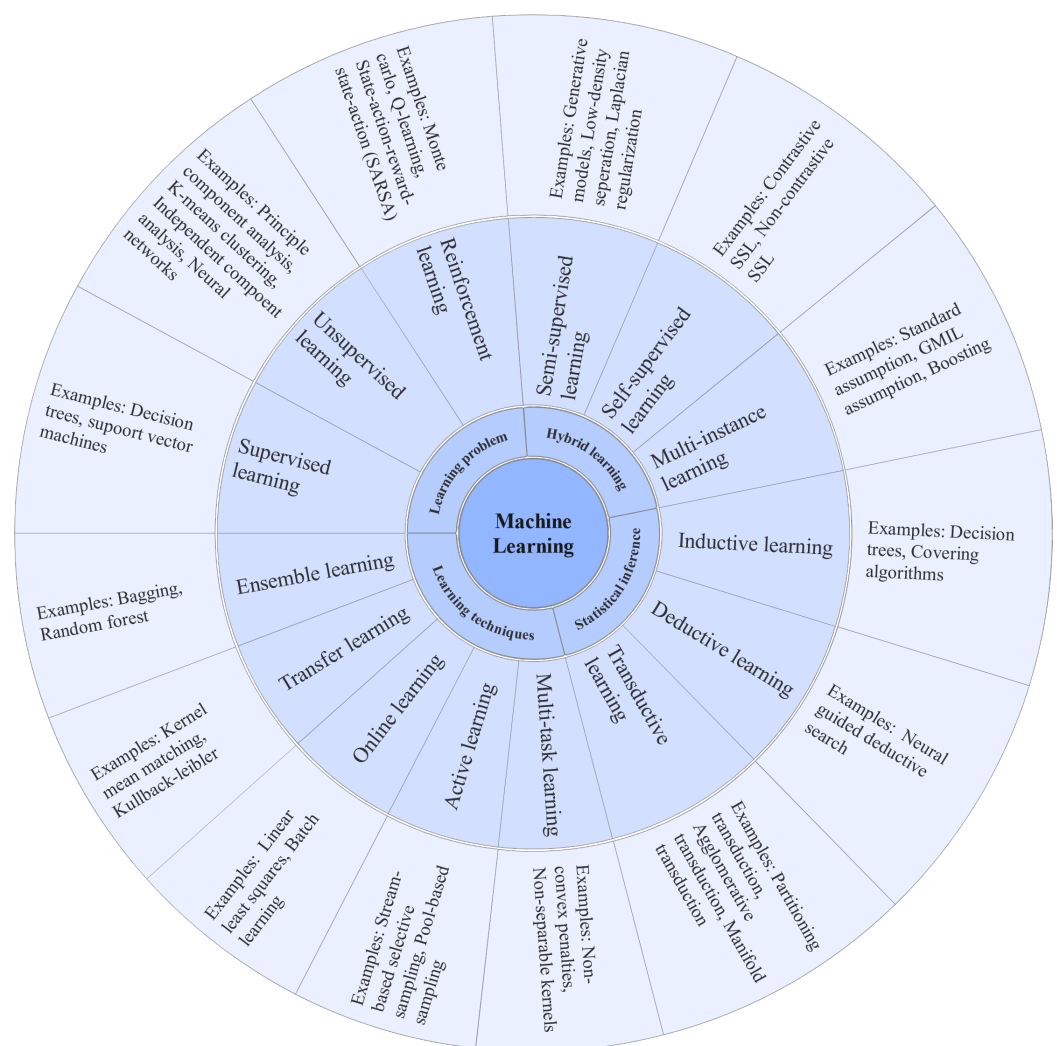 Machine
Learning
Learning problem
Hybrid learning
Statistical inference
Learning techniques
Supervised
learning
Examples: Decision
trees, supoort vector
machines
Unsupervised
learning
Examples: Principle
component analysis,
K-means clustering,
Independent compoent
analysis, Neural
networks
Reinforcement
learning
Examples: Monte
carlo, Q-learning,
State-action-reward-
state-action (SARSA)
Semi-supervised
learning
Examples: Generative
models, Low-density
seperation, Laplacian
regularization
Self-supervised
learning
Examples: Contrastive
SSL, Non-contrastive
SSL
Multi-instance
learning
Examples: Standard
assumption, GMIL
assumption, Boosting
Inductive learning
Examples: Decision
trees, Covering
algorithms
Deductive learning
Examples: Neural
guided deductive
search
Transductive
learning
Examples: Partitioning
transduction,
Agglomerative
transduction, Manifold
transduction
Multi-task learning
Examples: Non-
convex penalties,
Non-separable kernels
Active learning
Examples: Stream-
based selective
sampling, Pool-based
sampling
Online learning
Examples: Linear
least squares, Batch
learning
Transfer learning
Examples: Kernel
mean matching,
Kullback-leibler
Ensemble learning
Examples: Bagging,
Random forest